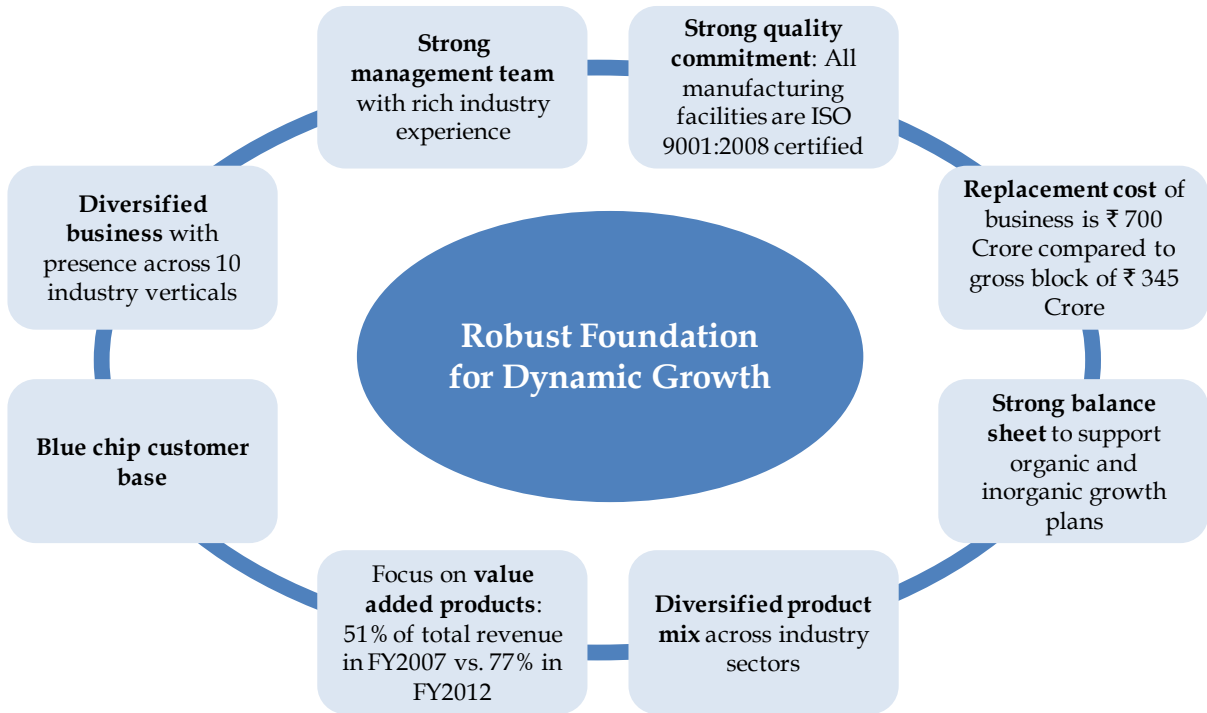 Strong
management team
with rich industry
experience
Strong quality
commitment: All
manufacturing
facilities are ISO
9001:2008 certified
Replacement cost of
business is ₹ 700
Crore compared to
gross block of ₹ 345
Crore
Strong balance
sheet to support
organic and
inorganic growth
plans
Diversified product
mix across industry
sectors
Focus on value
added products:
51% of total revenue
in FY2007 vs. 77% in
FY2012
Blue chip customer
base
Diversified
business with
presence across 10
industry verticals
Robust Foundation
for Dynamic Growth